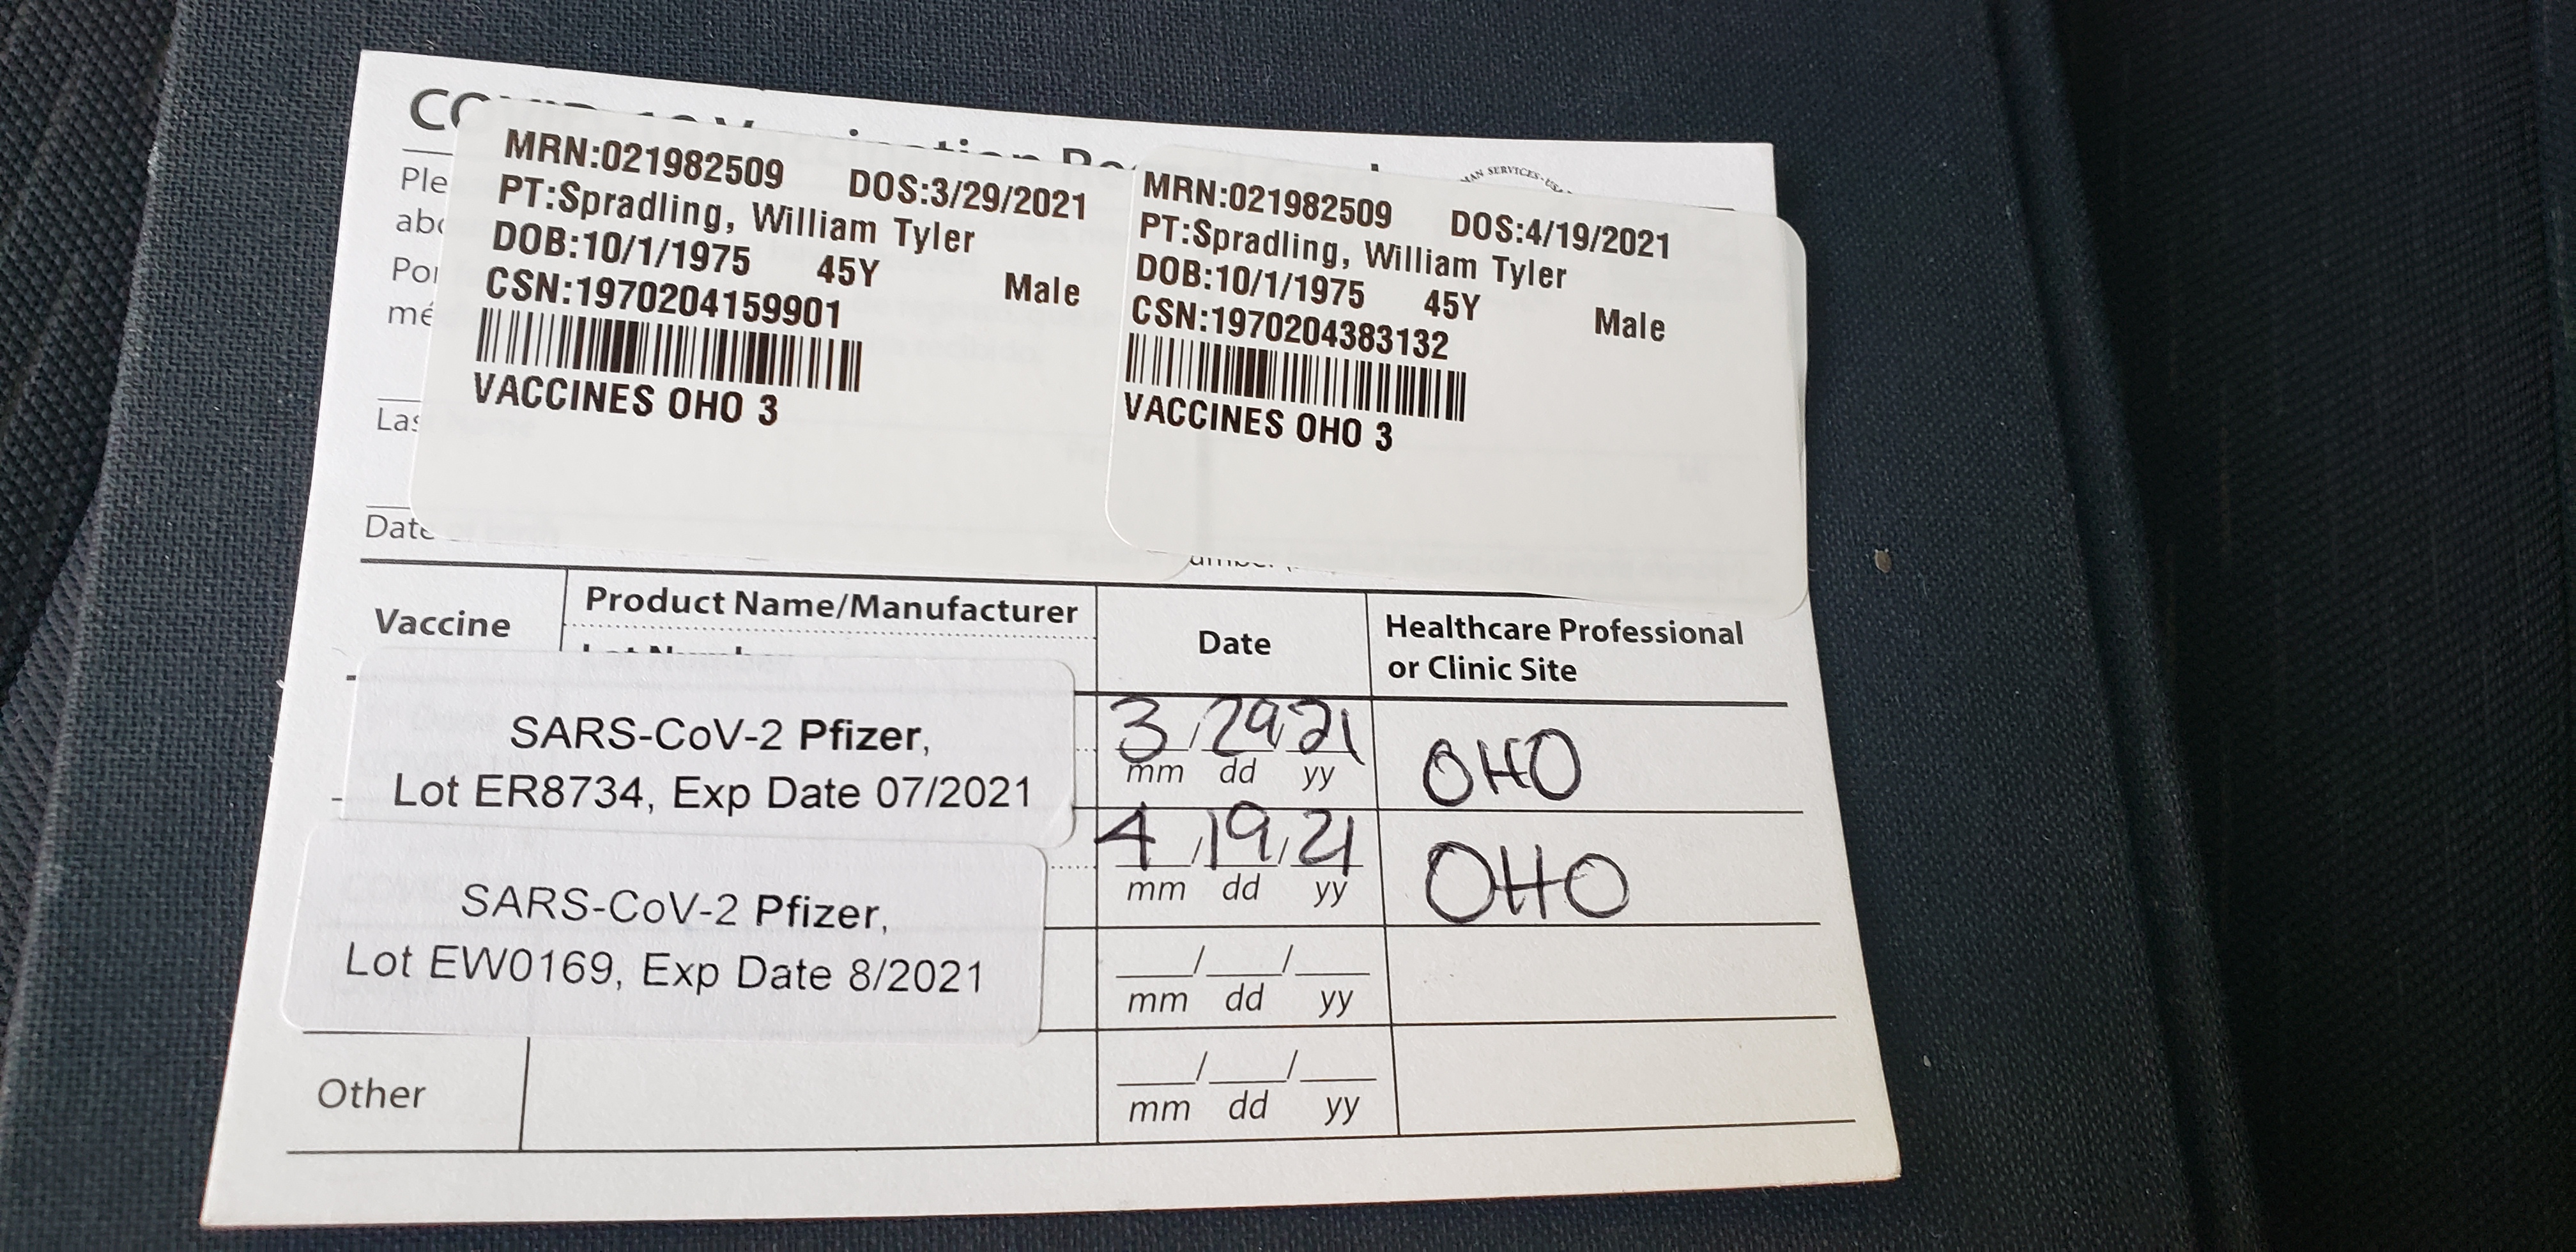 MRN:021982509 DOS:3/29/2021
PT:Spradling, William Tyler
DOB:10/1/1975 45Y Male
CSN:1970204159901
VACCINES OHO 3
MRN:021982509 DOS:4/19/2021
PT:Spradling, William Tyler
DOB:10/1/1975 45Y Male
CSN:1970204383132
VACCINES OHO 3
Vaccine
Product Name/Manufacturer
Lot Number
Date
Healthcare Professional
or Clinic Site
SARS-CoV-2 Pfizer,
Lot ER8734, Exp Date 07/2021
3/29/21
mm dd yy
OHO
SARS-CoV-2 Pfizer,
Lot EW0169, Exp Date 8/2021
4/19/21
mm dd yy
OHO
mm dd yy
Other
mm dd yy